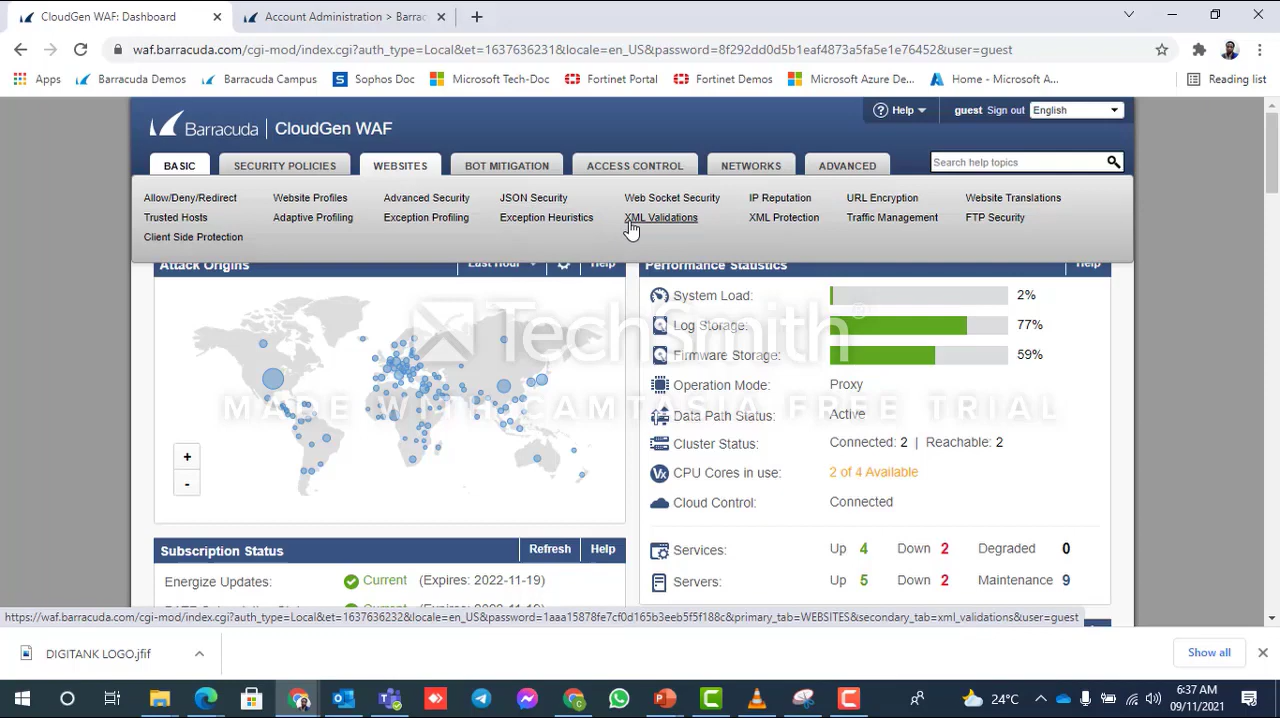 CloudGen WAF: Dashboard
Account Administration > Barrac
waf.barracuda.com/cgi-mod/index.cgi?auth_type=Local&et=1637636231&locale=en_US&password=8f292dd0d5b1eaf4873a5fa5e1e76452&user=guest
Apps Barracuda Demos Barracuda Campus Sophos Doc Microsoft Tech-Doc Fortinet Portal Fortinet Demos Microsoft Azure De... Home - Microsoft A... Reading list
Help guest Sign out English
Barracuda CloudGen WAF
BASIC SECURITY POLICIES WEBSITES BOT MITIGATION ACCESS CONTROL NETWORKS ADVANCED Search help topics
Allow/Deny/Redirect Website Profiles Advanced Security JSON Security Web Socket Security IP Reputation URL Encryption Website Translations
Trusted Hosts Adaptive Profiling Exception Profiling Exception Heuristics XML Validations XML Protection Traffic Management FTP Security
Client Side Protection
Attack Origins Last Hour Help
Performance Statistics Help
System Load: 2%
Log Storage: 77%
Firmware Storage: 59%
Operation Mode: Proxy
Data Path Status: Active
Cluster Status: Connected: 2 | Reachable: 2
CPU Cores in use: 2 of 4 Available
Cloud Control: Connected
Services: Up 4 Down 2 Degraded 0
Servers: Up 5 Down 2 Maintenance 9
TechSmith®
MADE WITH CAMTASIA FREE TRIAL
+
-
Subscription Status Refresh Help
Energize Updates: Current (Expires: 2022-11-19)
https://waf.barracuda.com/cgi-mod/index.cgi?auth_type=Local&et=1637636232&locale=en_US&password=1aaa15878fe7cf0d165b3eeb5f5f188c&primary_tab=WEBSITES&secondary_tab=xml_validations&user=guest
DIGITANK LOGO.jfif
Show all
24°C
6:37 AM
09/11/2021